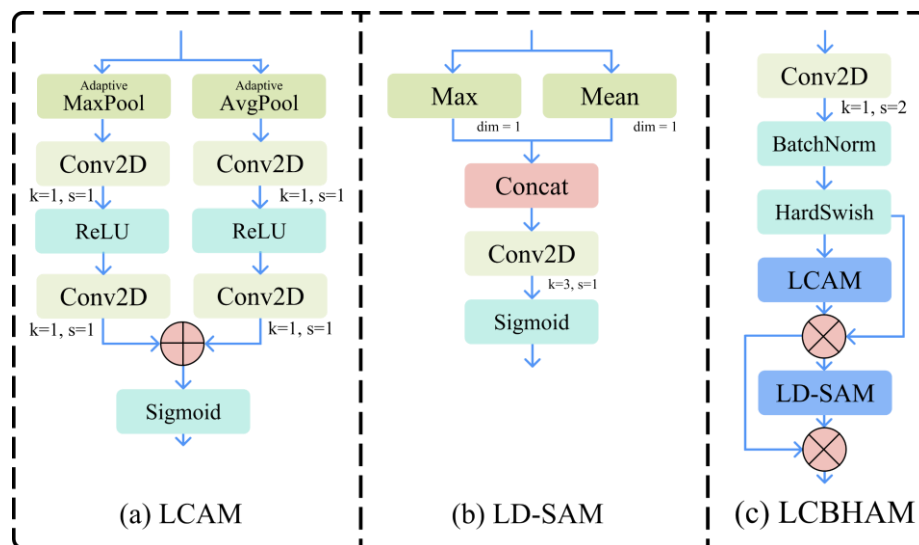 Adaptive
MaxPool
Adaptive
AvgPool
Conv2D
Conv2D
k=1, s=1
k=1, s=1
ReLU
ReLU
Conv2D
Conv2D
k=1, s=1
k=1, s=1
Sigmoid
(a) LCAM
Max
Mean
dim = 1
dim = 1
Concat
Conv2D
k=3, s=1
Sigmoid
(b) LD-SAM
Conv2D
k=1, s=2
BatchNorm
HardSwish
LCAM
LD-SAM
(c) LCBHAM